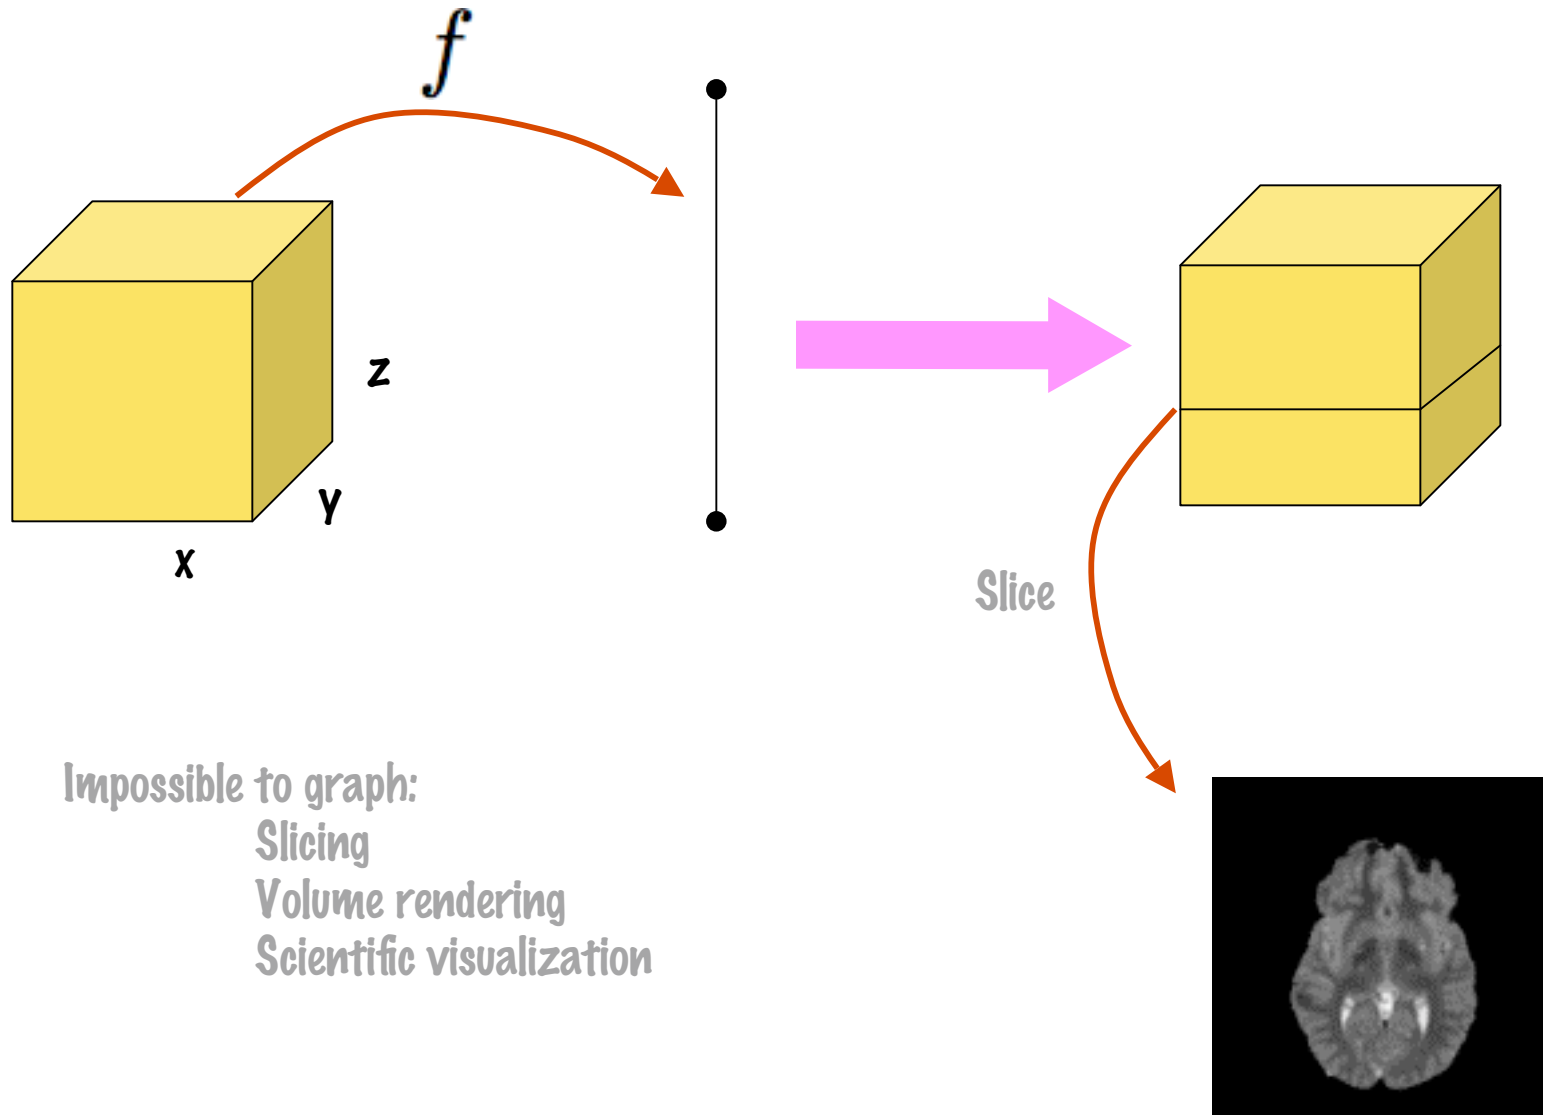 f
z
y
x
Slice
Impossible to graph:
Slicing
Volume rendering
Scientific visualization